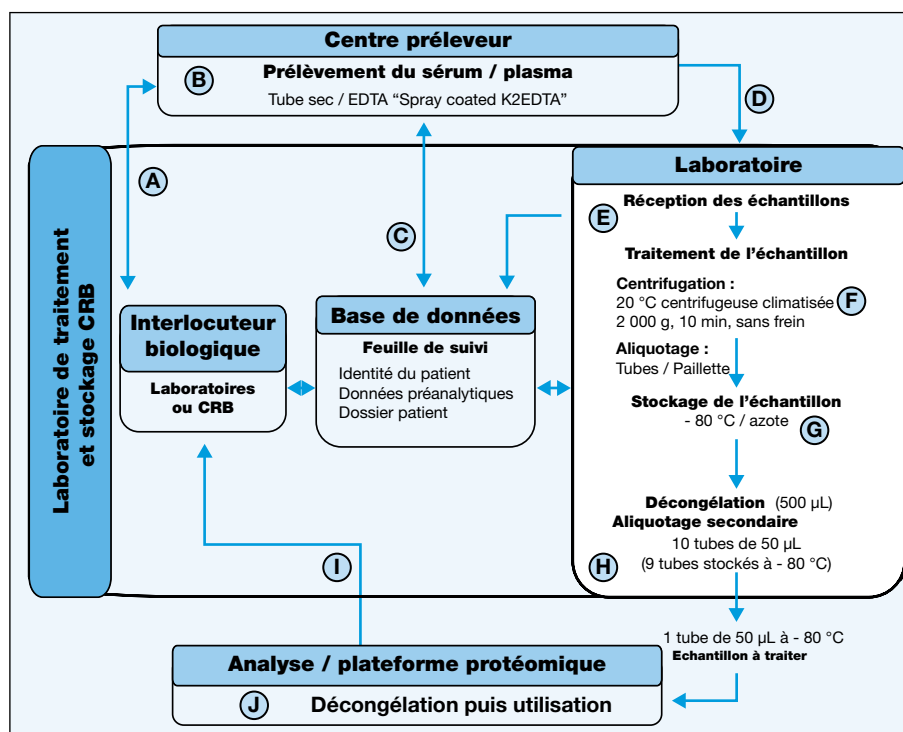 Centre préleveur
B
Prélèvement du sérum / plasma
Tube sec / EDTA “Spray coated K2EDTA”
D
A
C
Laboratoire de traitement
et stockage CRB
Laboratoire
E
Réception des échantillons
Traitement de l’échantillon
Centrifugation :
20 °C centrifugeuse climatisée
F
2 000 g, 10 min, sans frein
Aliquotage :
Tubes / Paillette
Stockage de l’échantillon
- 80 °C / azote
G
Décongélation (500 µL)
Aliquotage secondaire
10 tubes de 50 µL
H
(9 tubes stockés à - 80 °C)
Interlocuteur
biologique
Laboratoires
ou CRB
Base de données
Feuille de suivi
Identité du patient
Données préanalytiques
Dossier patient
I
1 tube de 50 µL à - 80 °C
Echantillon à traiter
Analyse / plateforme protéomique
J
Décongélation puis utilisation